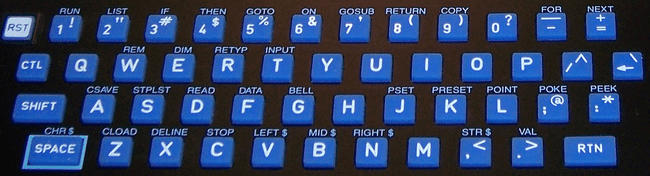 RUN LIST IF THEN GOTO ON GOSUB RETURN COPY FOR NEXT
RST 1! 2" 3# 4$ 5% 6& 7' 8( 9) 0? — + =
REM DIM RETYP INPUT
CTL Q W E R T Y U I O P /^ ←
CSAVE STPLST READ DATA BELL PSET PRESET POINT POKE PEEK
SHIFT A S D F G H J K L ;@ :*
CHR $ CLOAD DELINE STOP LEFT $ MID $ RIGHT $ STR $ VAL
SPACE Z X C V B N M ,< .> RTN